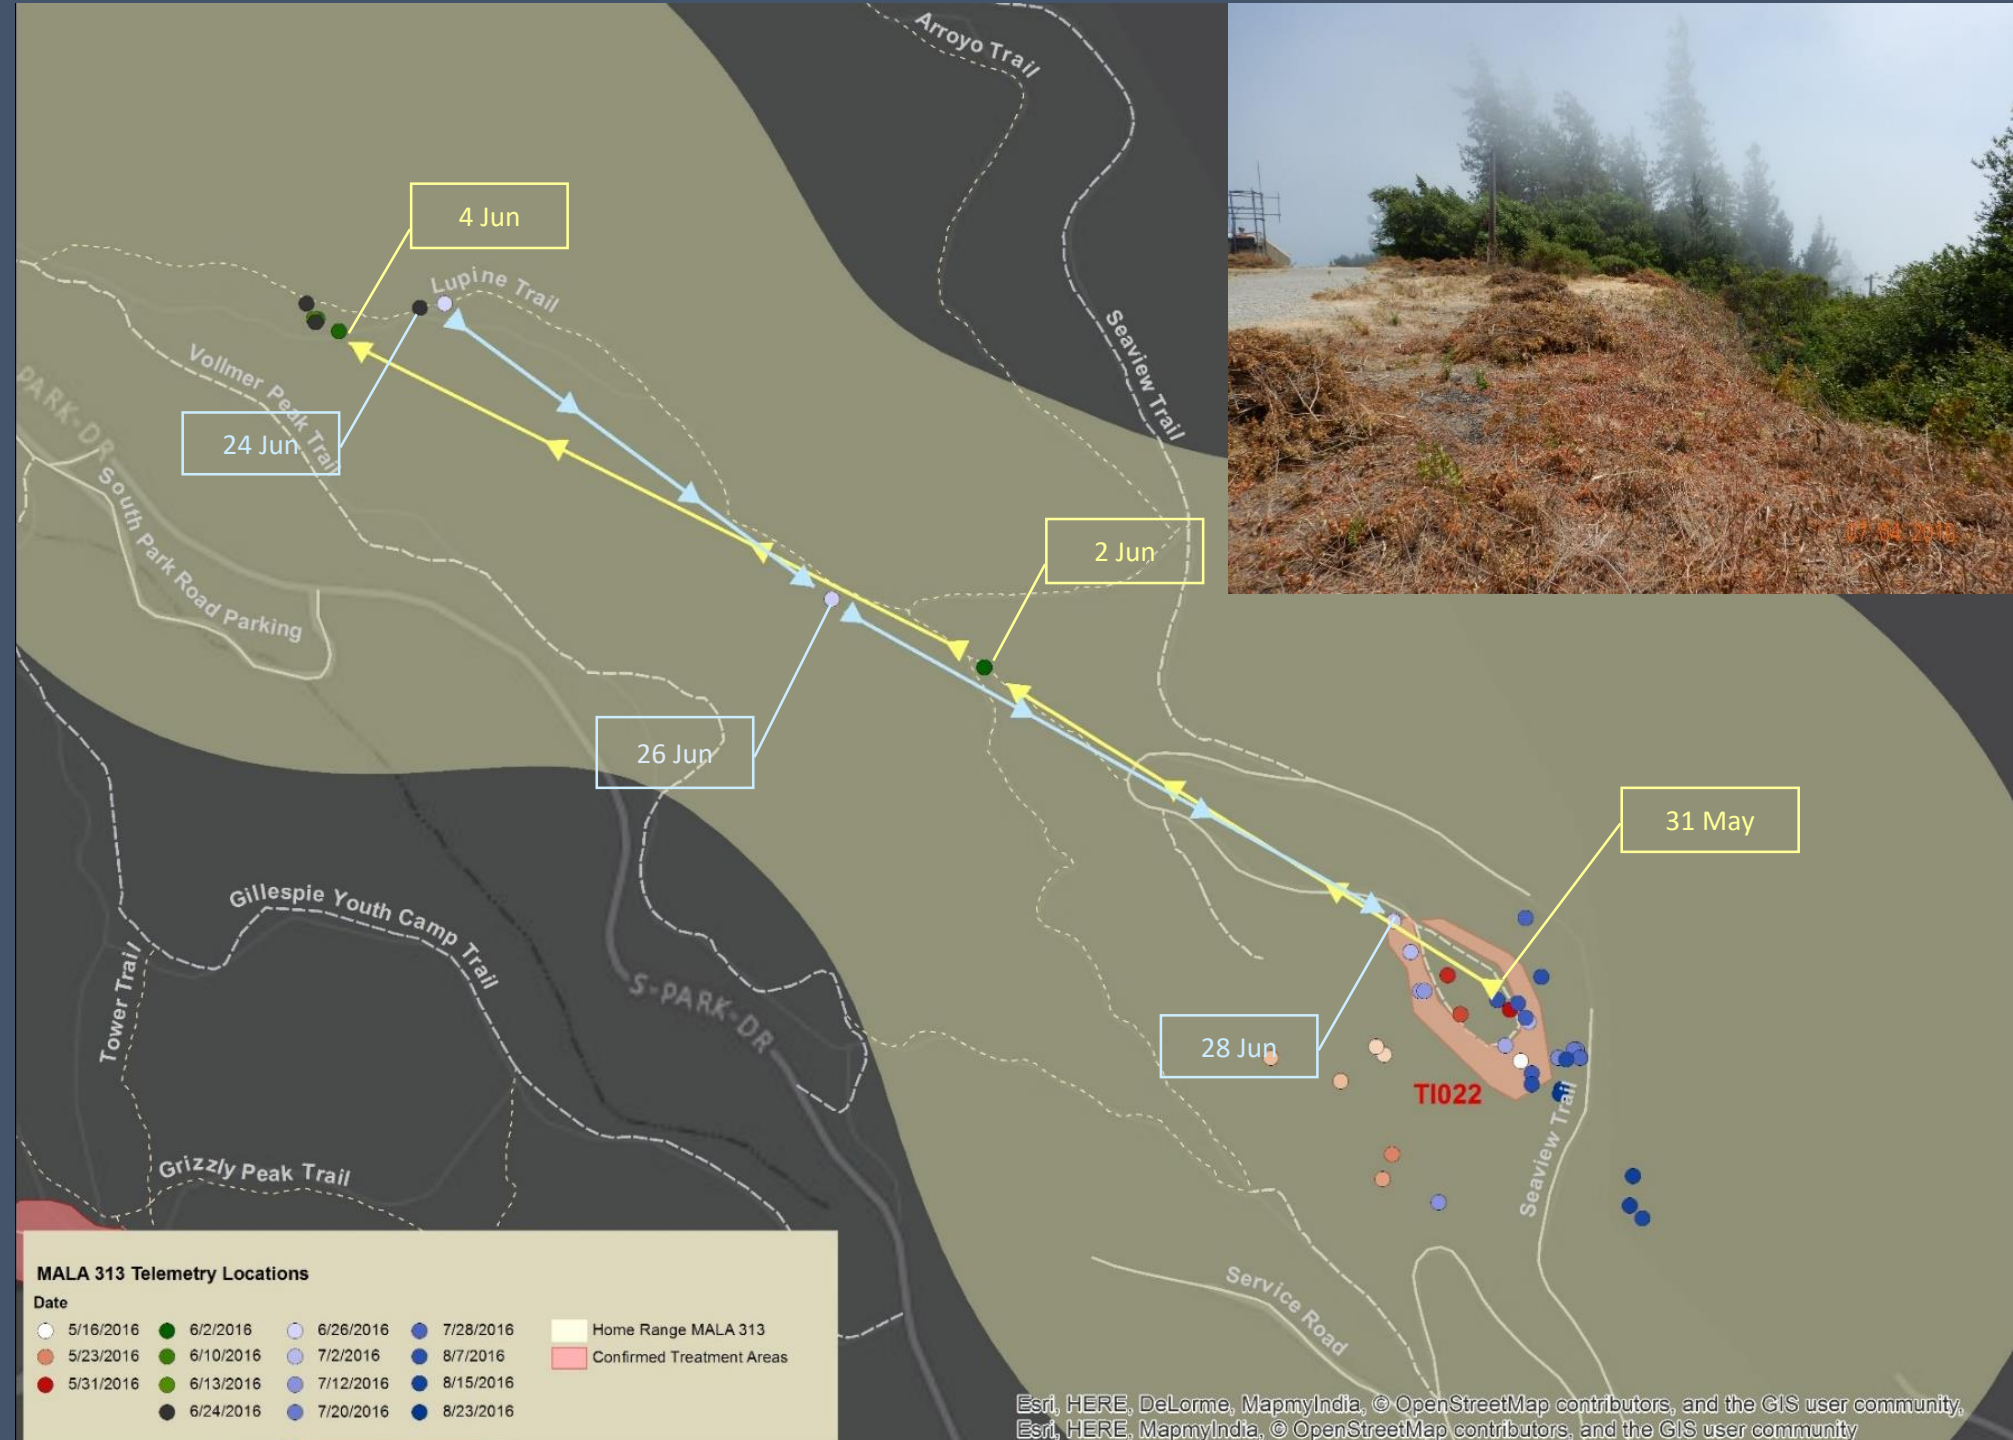 Arroyo Trail
4 Jun
Lupine Trail
Seaview Trail
Vollmer Peak Trail
PARK-DR
24 Jun
South Park Road Parking
2 Jun
07.04.2016
26 Jun
31 May
Gillespie Youth Camp Trail
Tower Trail
S-PARK-DR
28 Jun
TI022
Seaview Trail
Grizzly Peak Trail
Service Road
MALA 313 Telemetry Locations
Date
5/16/2016 6/2/2016 6/26/2016 7/28/2016 Home Range MALA 313
5/23/2016 6/10/2016 7/2/2016 8/7/2016 Confirmed Treatment Areas
5/31/2016 6/13/2016 7/12/2016 8/15/2016
6/24/2016 7/20/2016 8/23/2016
Esri, HERE, DeLorme, MapmyIndia, © OpenStreetMap contributors, and the GIS user community,
Esri, HERE, MapmyIndia, © OpenStreetMap contributors, and the GIS user community